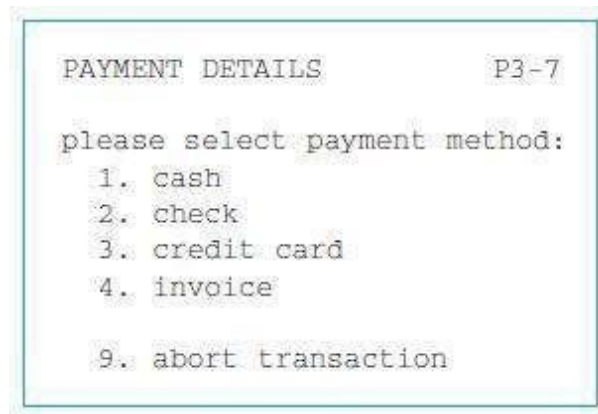 PAYMENT DETAILS P3-7
please select payment method:
1. cash
2. check
3. credit card
4. invoice
9. abort transaction